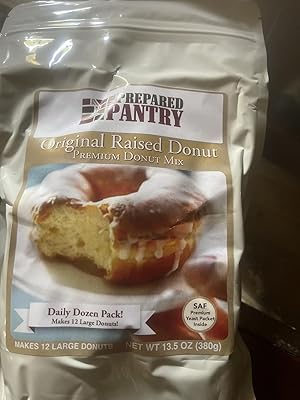 PREPARED
PANTRY
Original Raised Donut
PREMIUM DONUT MIX
Daily Dozen Pack!
Makes 12 Large Donuts!
SAF
Premium
Yeast Packet
Inside
MAKES 12 LARGE DONUTS NET WT 13.5 OZ (380g)